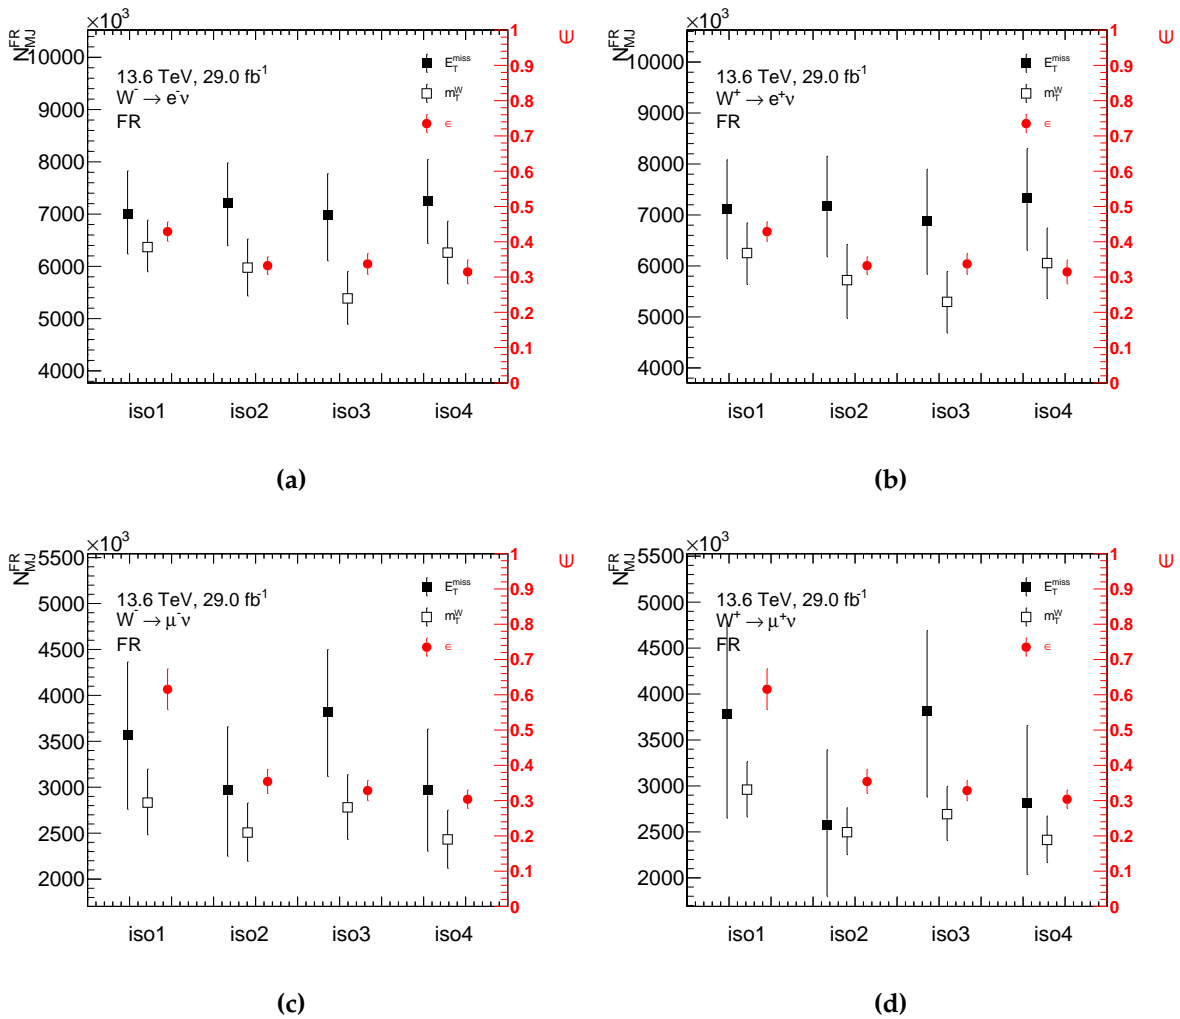 ×10³
N_MJ^FR
∈
10000
9000
8000
7000
6000
5000
4000
13.6 TeV, 29.0 fb⁻¹
W⁻ → e⁻ν
FR
E_T^miss
m_T^W
∈
1
0.9
0.8
0.7
0.6
0.5
0.4
0.3
0.2
0.1
0
iso1 iso2 iso3 iso4
(a)
×10³
N_MJ^FR
∈
10000
9000
8000
7000
6000
5000
4000
13.6 TeV, 29.0 fb⁻¹
W⁺ → e⁺ν
FR
E_T^miss
m_T^W
∈
1
0.9
0.8
0.7
0.6
0.5
0.4
0.3
0.2
0.1
0
iso1 iso2 iso3 iso4
(b)
×10³
N_MJ^FR
∈
5500
5000
4500
4000
3500
3000
2500
2000
13.6 TeV, 29.0 fb⁻¹
W⁻ → μ⁻ν
FR
E_T^miss
m_T^W
∈
1
0.9
0.8
0.7
0.6
0.5
0.4
0.3
0.2
0.1
0
iso1 iso2 iso3 iso4
(c)
×10³
N_MJ^FR
∈
5500
5000
4500
4000
3500
3000
2500
2000
13.6 TeV, 29.0 fb⁻¹
W⁺ → μ⁺ν
FR
E_T^miss
m_T^W
∈
1
0.9
0.8
0.7
0.6
0.5
0.4
0.3
0.2
0.1
0
iso1 iso2 iso3 iso4
(d)